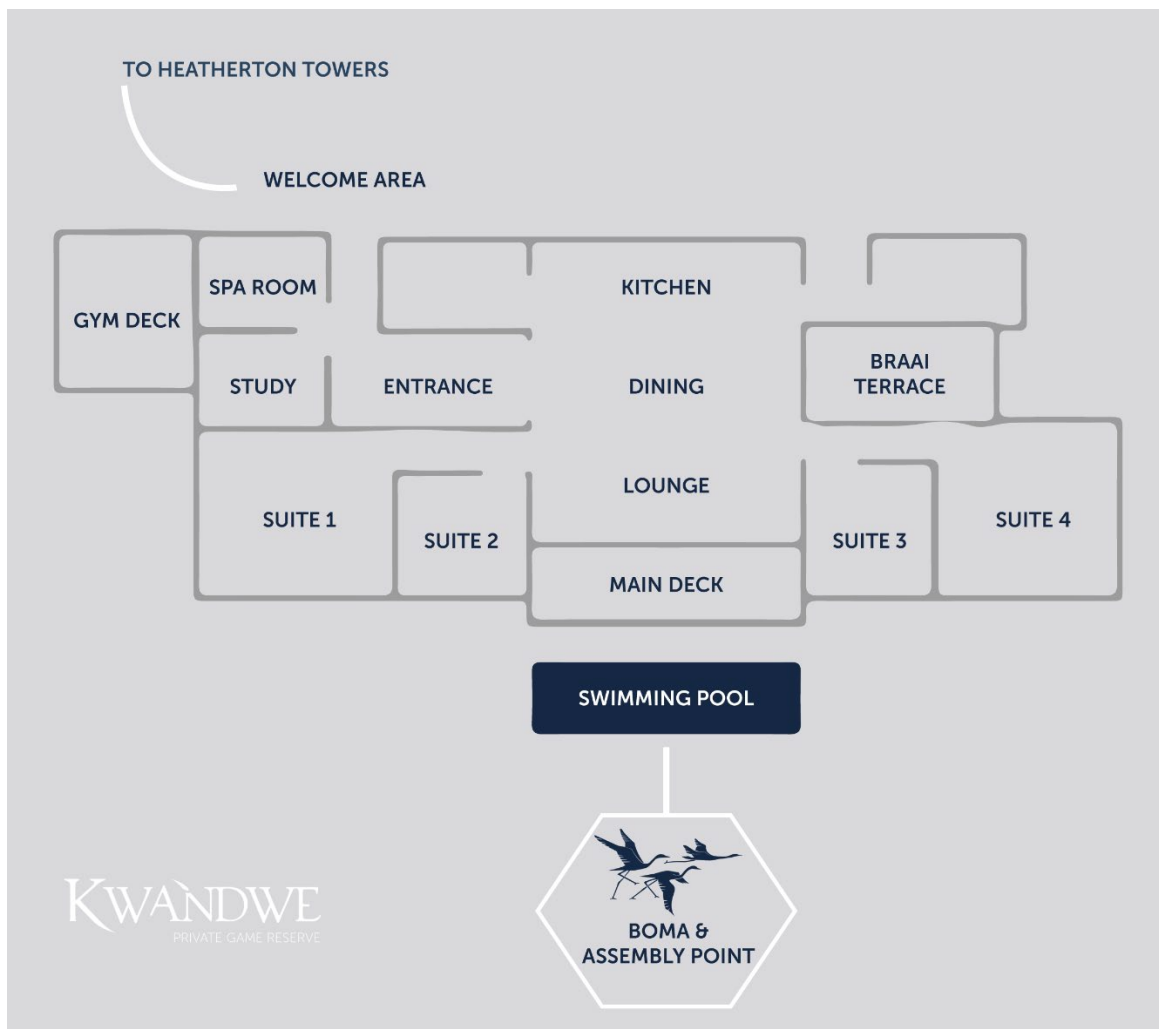 TO HEATHERTON TOWERS
WELCOME AREA
SPA ROOM
GYM DECK
KITCHEN
STUDY
ENTRANCE
DINING
BRAAI
TERRACE
LOUNGE
SUITE 1
SUITE 2
SUITE 3
SUITE 4
MAIN DECK
SWIMMING POOL
BOMA &
ASSEMBLY POINT
KWANDWE
PRIVATE GAME RESERVE